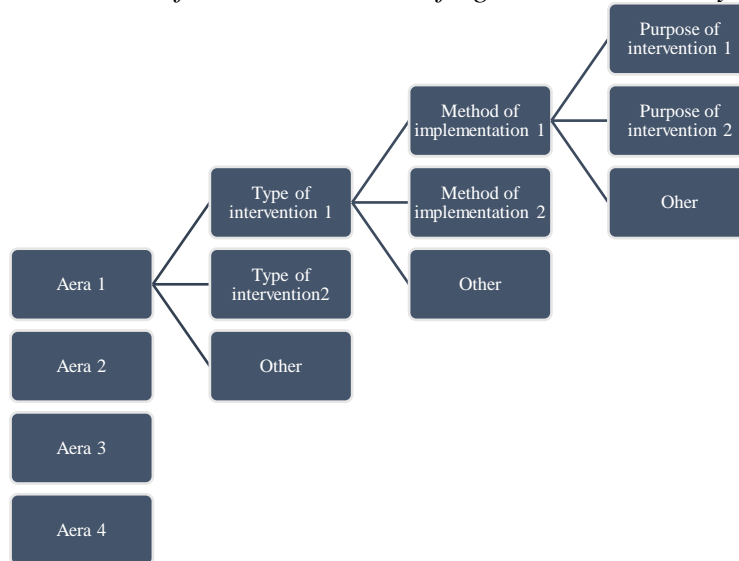 Purpose of
intervention 1
Method of
implementation 1
Purpose of
intervention 2
Type of
intervention 1
Method of
implementation 2
Oher
Aera 1
Type of
intervention2
Other
Aera 2
Other
Aera 3
Aera 4